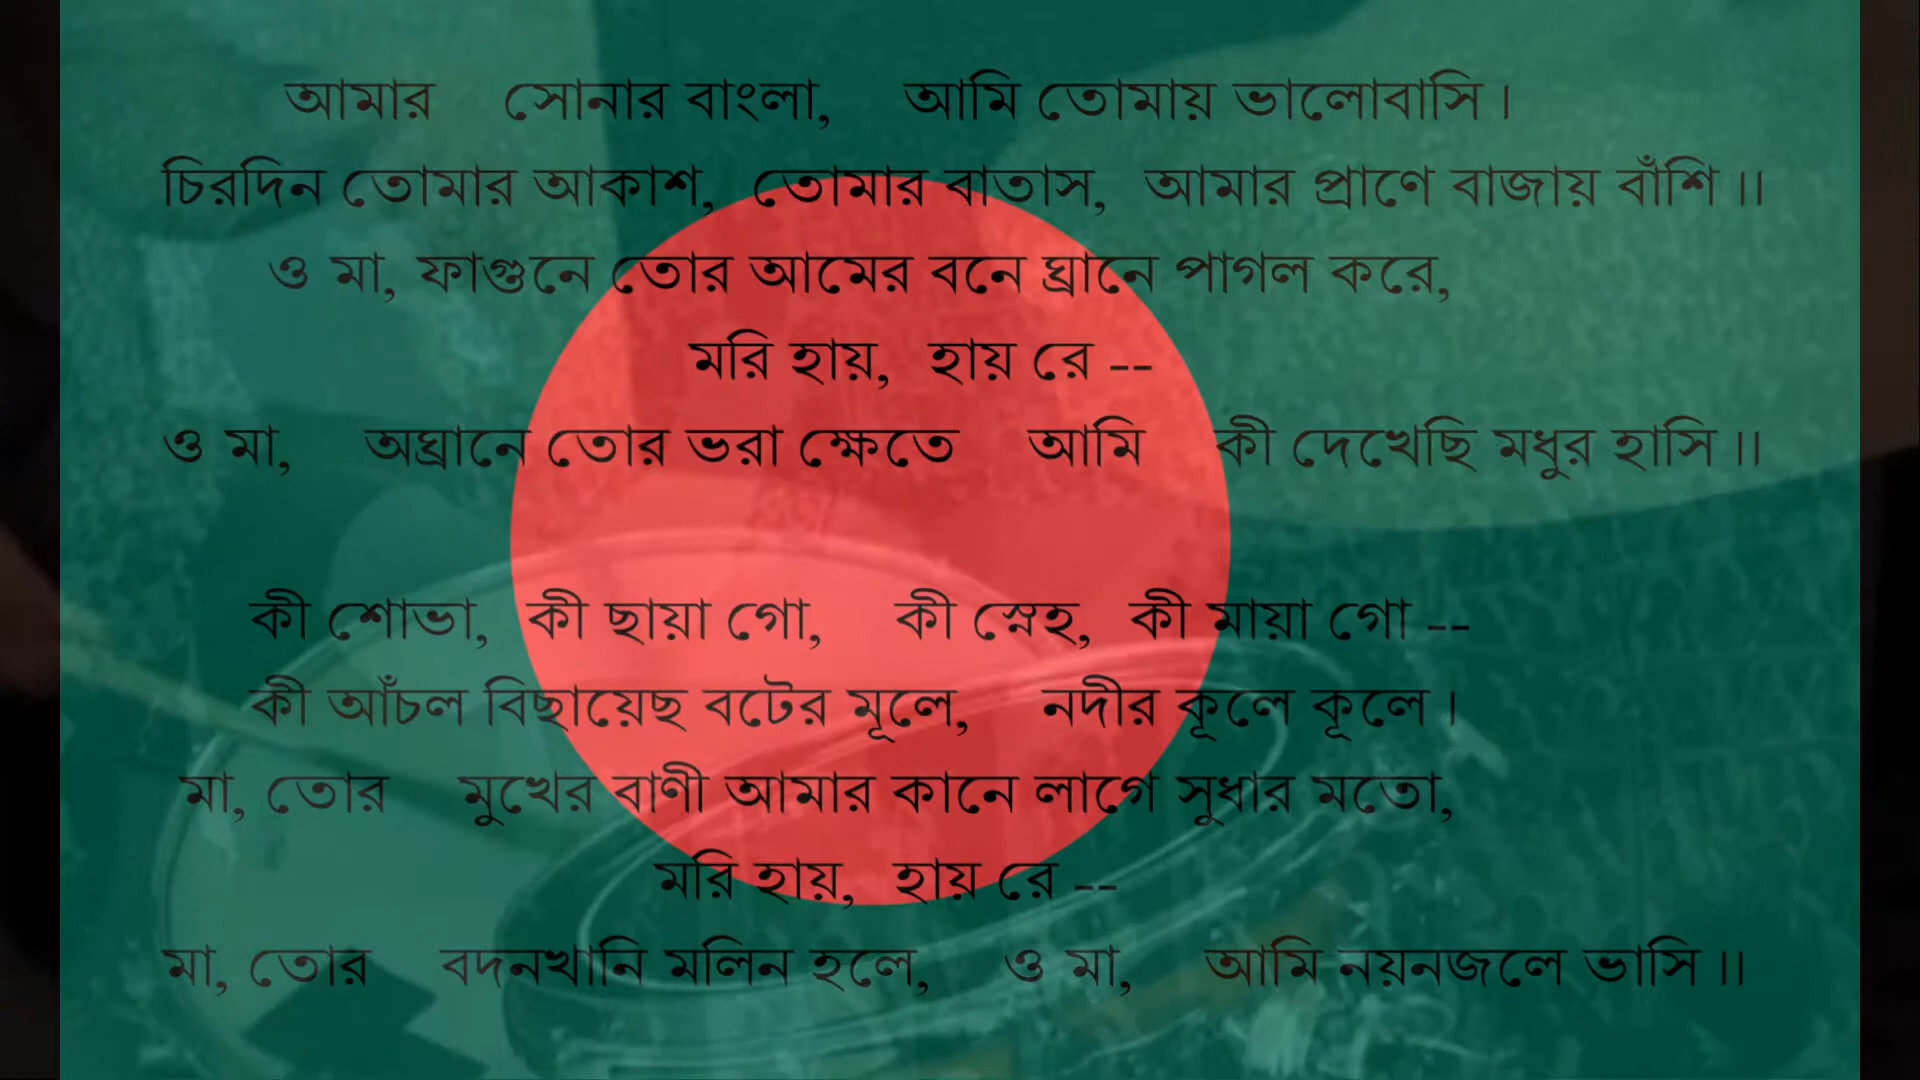 আমার সোনার বাংলা, আমি তোমায় ভালোবাসি।
চিরদিন তোমার আকাশ, তোমার বাতাস, আমার প্রাণে বাজায় বাঁশি॥
ও মা, ফাগুনে তোর আমের বনে ঘ্রানে পাগল করে,
মরি হায়, হায় রে --
ও মা, অঘ্রানে তোর ভরা ক্ষেতে আমি কী দেখেছি মধুর হাসি॥
কী শোভা, কী ছায়া গো, কী স্নেহ, কী মায়া গো --
কী আঁচল বিছায়েছ বটের মূলে, নদীর কূলে কূলে।
মা, তোর মুখের বাণী আমার কানে লাগে সুধার মতো,
মরি হায়, হায় রে --
মা, তোর বদনখানি মলিন হলে, ও মা, আমি নয়নজলে ভাসি॥